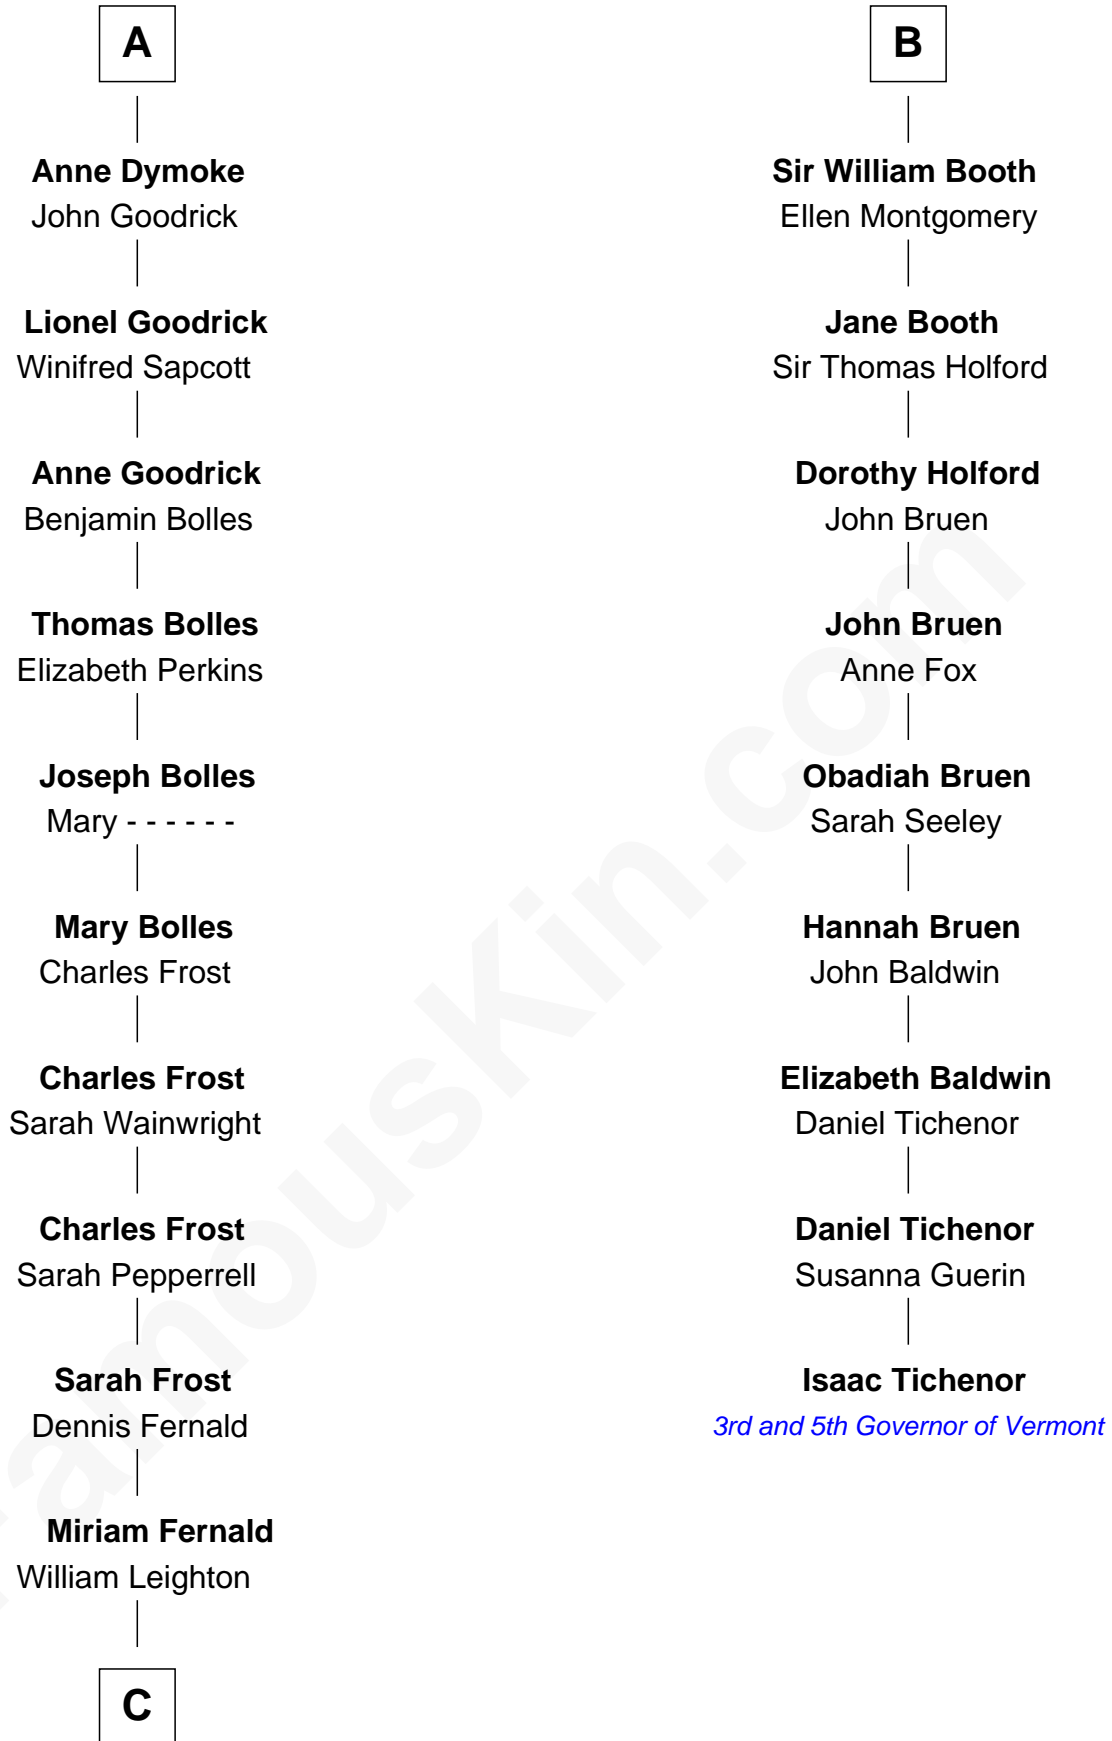 A
Anne Dymoke
John Goodrick
Lionel Goodrick
Winifred Sapcott
Anne Goodrick
Benjamin Bolles
Thomas Bolles
Elizabeth Perkins
Joseph Bolles
Mary - - - - - -
Mary Bolles
Charles Frost
Charles Frost
Sarah Wainwright
Charles Frost
Sarah Pepperrell
Sarah Frost
Dennis Fernald
Miriam Fernald
William Leighton
C
B
Sir William Booth
Ellen Montgomery
Jane Booth
Sir Thomas Holford
Dorothy Holford
John Bruen
John Bruen
Anne Fox
Obadiah Bruen
Sarah Seeley
Hannah Bruen
John Baldwin
Elizabeth Baldwin
Daniel Tichenor
Daniel Tichenor
Susanna Guerin
Isaac Tichenor
3rd and 5th Governor of Vermont
FamousKin.com